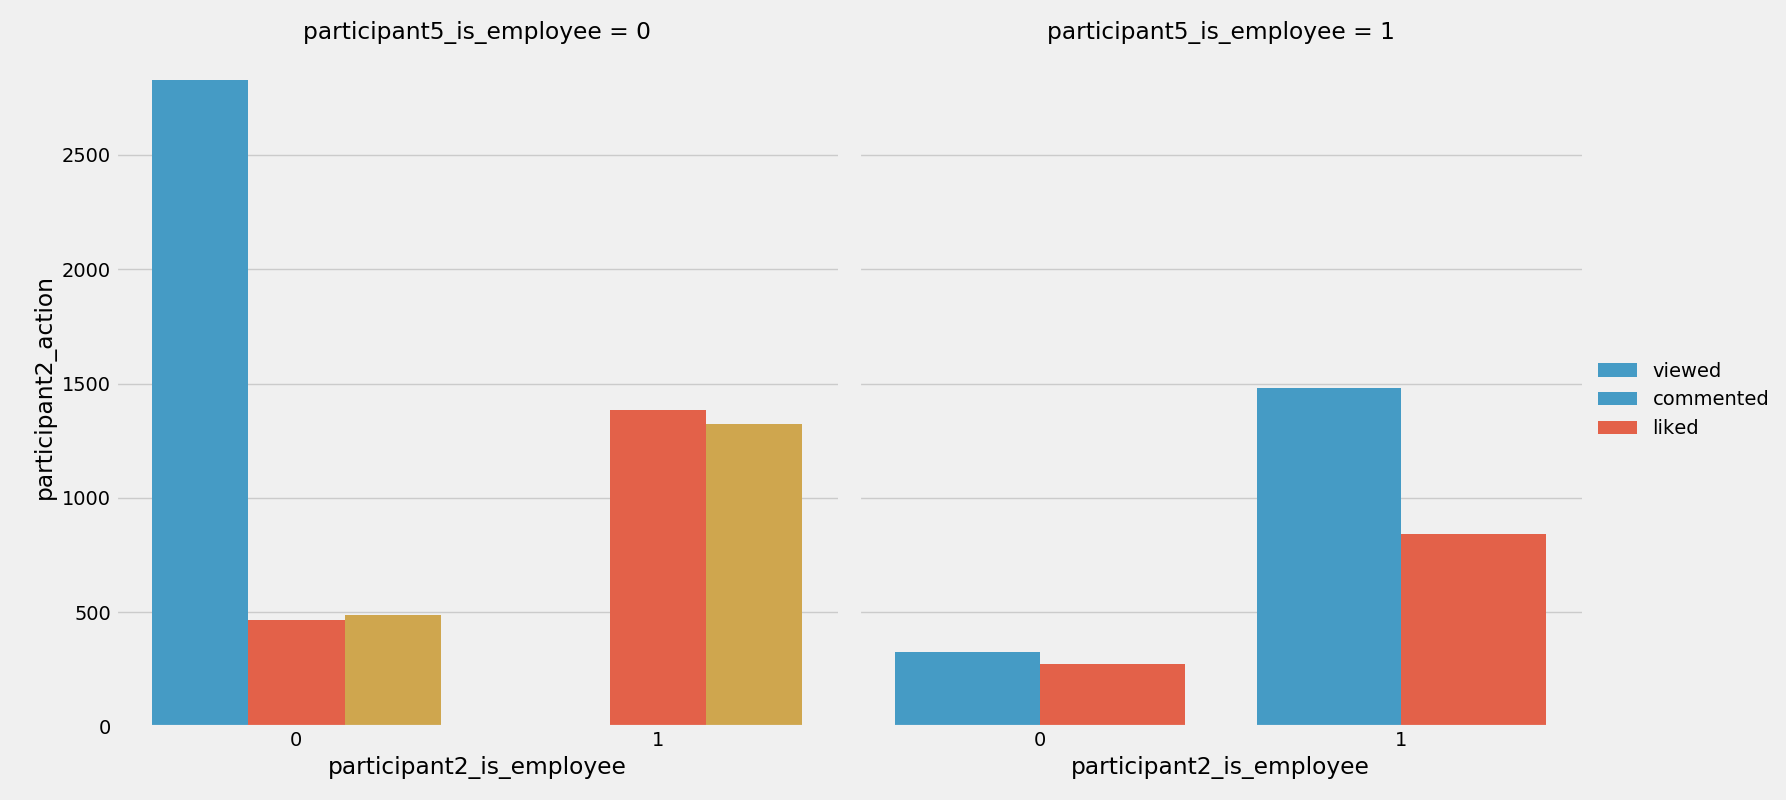 participant5_is_employee = 0
participant5_is_employee = 1
participant2_action
2500
2000
1500
1000
500
0
0
1
0
1
participant2_is_employee
participant2_is_employee
viewed
commented
liked